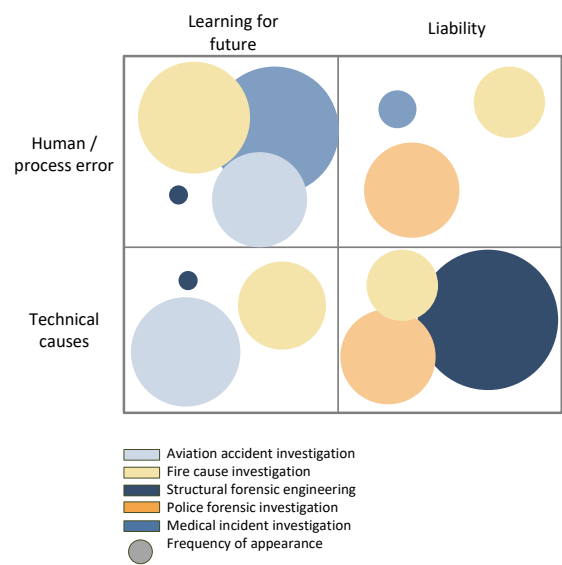 Learning for
future
Liability
Human /
process error
Technical
causes
Aviation accident investigation
Fire cause investigation
Structural forensic engineering
Police forensic investigation
Medical incident investigation
Frequency of appearance